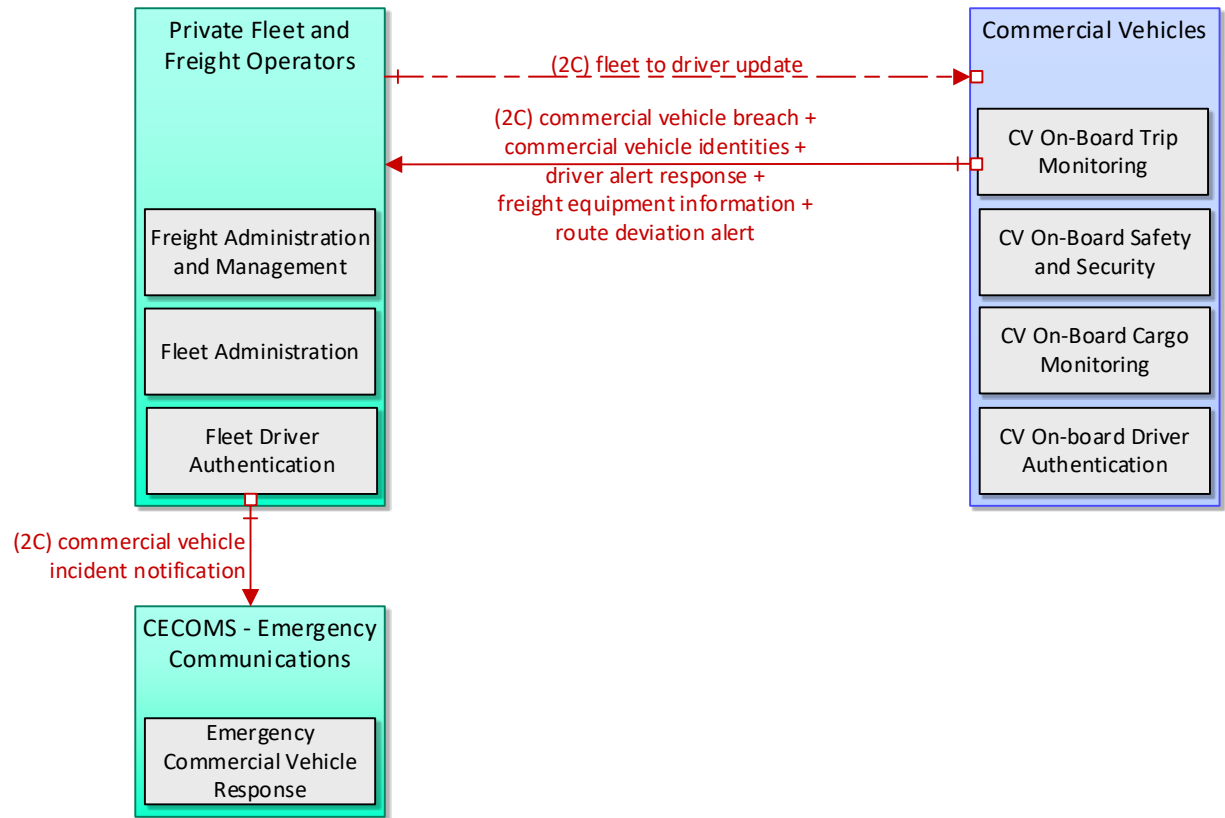 Private Fleet and
Freight Operators
Commercial Vehicles
(2C) fleet to driver update
(2C) commercial vehicle breach +
commercial vehicle identities +
driver alert response +
freight equipment information +
route deviation alert
CV On-Board Trip
Monitoring
Freight Administration
and Management
CV On-Board Safety
and Security
Fleet Administration
CV On-Board Cargo
Monitoring
Fleet Driver
Authentication
CV On-board Driver
Authentication
(2C) commercial vehicle
incident notification
CECOMS - Emergency
Communications
Emergency
Commercial Vehicle
Response